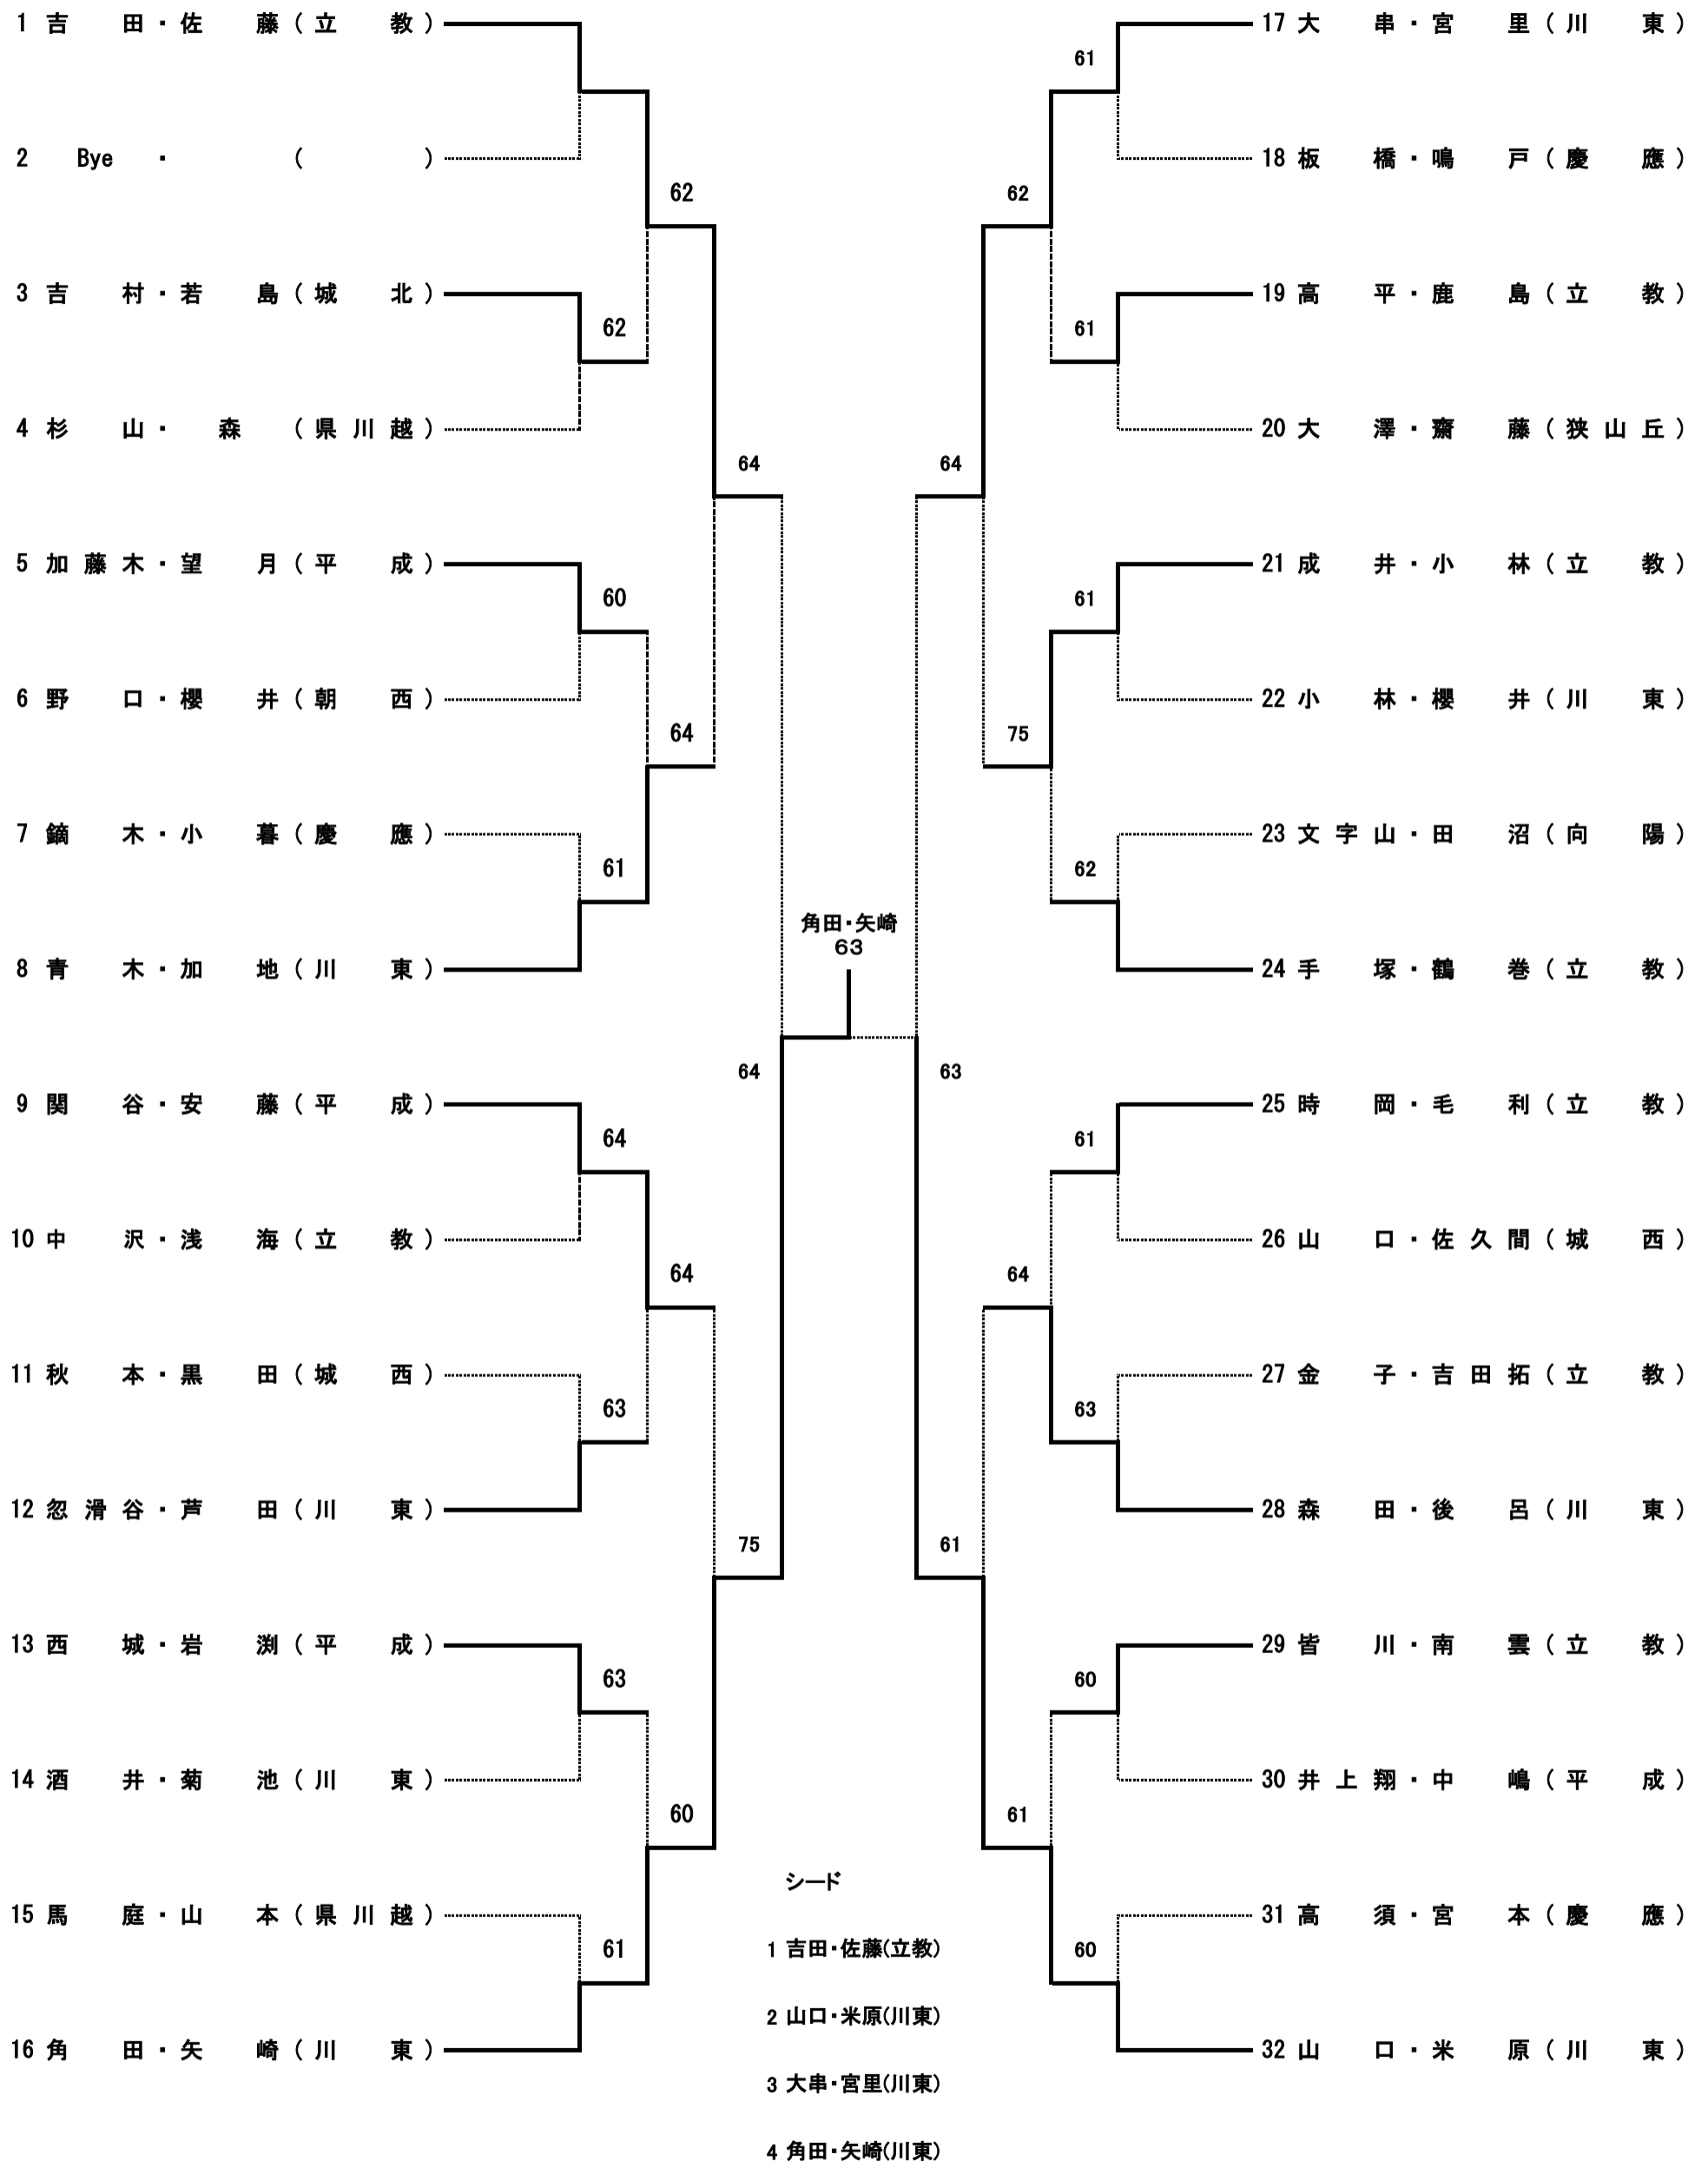 1 吉田・佐藤(立教)
2 Bye ・ ( )
62
3 吉村・若島(城北)
62
4 杉山・森(県川越)
64
5 加藤木・望月(平成)
60
6 野口・櫻井(朝西)
64
7 鏑木・小暮(慶應)
61
8 青木・加地(川東)
64
9 関谷・安藤(平成)
64
10 中沢・浅海(立教)
64
11 秋本・黒田(城西)
63
12 忽滑谷・芦田(川東)
75
13 西城・岩渕(平成)
63
14 酒井・菊池(川東)
60
15 馬庭・山本(県川越)
61
16 角田・矢崎(川東)
角田・矢崎
63
17 大串・宮里(川東)
61
18 板橋・鳴戸(慶應)
62
19 高平・鹿島(立教)
61
20 大澤・齋藤(狭山丘)
64
21 成井・小林(立教)
61
22 小林・櫻井(川東)
75
23 文字山・田沼(向陽)
62
24 手塚・鶴巻(立教)
63
25 時岡・毛利(立教)
61
26 山口・佐久間(城西)
64
27 金子・吉田拓(立教)
63
28 森田・後呂(川東)
61
29 皆川・南雲(立教)
60
30 井上翔・中嶋(平成)
61
31 高須・宮本(慶應)
60
32 山口・米原(川東)
シード
1 吉田・佐藤(立教)
2 山口・米原(川東)
3 大串・宮里(川東)
4 角田・矢崎(川東)